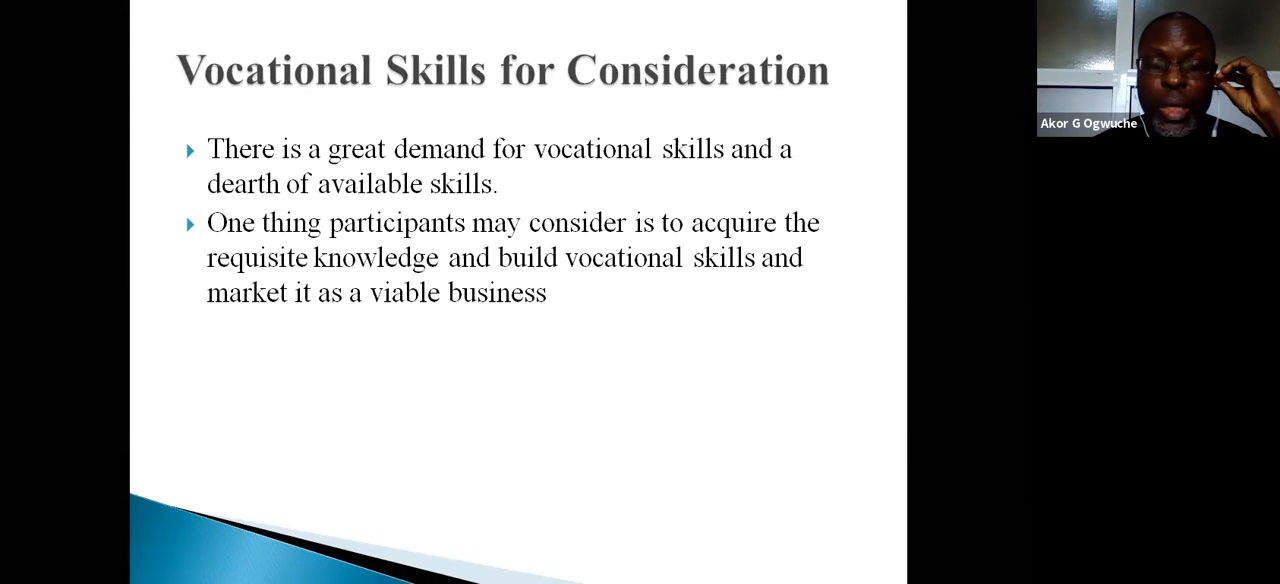 Vocational Skills for Consideration
There is a great demand for vocational skills and a
dearth of available skills.
One thing participants may consider is to acquire the
requisite knowledge and build vocational skills and
market it as a viable business
Akor G Ogwuche